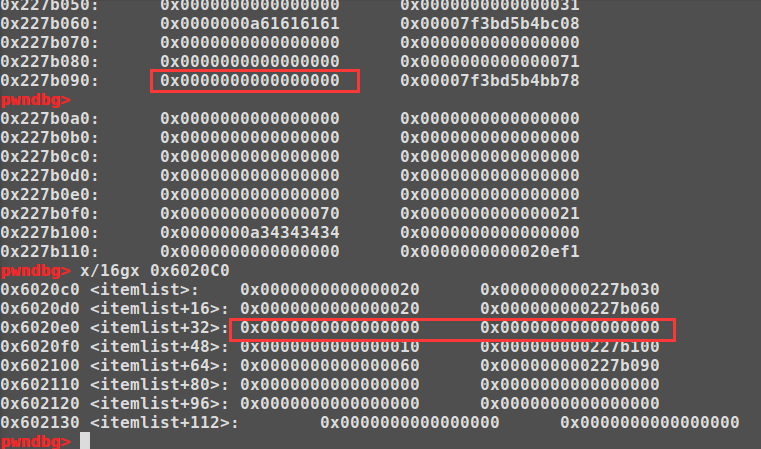 0x227b050: 0x0000000000000000 0x0000000000000031
0x227b060: 0x0000000a61616161 0x00007f3bd5b4bc08
0x227b070: 0x0000000000000000 0x0000000000000000
0x227b080: 0x0000000000000000 0x0000000000000071
0x227b090: 0x0000000000000000 0x00007f3bd5b4bb78
pwndbg>
0x227b0a0: 0x0000000000000000 0x0000000000000000
0x227b0b0: 0x0000000000000000 0x0000000000000000
0x227b0c0: 0x0000000000000000 0x0000000000000000
0x227b0d0: 0x0000000000000000 0x0000000000000000
0x227b0e0: 0x0000000000000000 0x0000000000000000
0x227b0f0: 0x0000000000000070 0x0000000000000021
0x227b100: 0x0000000a34343434 0x0000000000000000
0x227b110: 0x0000000000000000 0x0000000000020ef1
pwndbg> x/16gx 0x6020C0
0x6020c0 <itemlist>: 0x0000000000000020 0x000000000227b030
0x6020d0 <itemlist+16>: 0x0000000000000020 0x000000000227b060
0x6020e0 <itemlist+32>: 0x0000000000000000 0x0000000000000000
0x6020f0 <itemlist+48>: 0x0000000000000010 0x000000000227b100
0x602100 <itemlist+64>: 0x0000000000000060 0x000000000227b090
0x602110 <itemlist+80>: 0x0000000000000000 0x0000000000000000
0x602120 <itemlist+96>: 0x0000000000000000 0x0000000000000000
0x602130 <itemlist+112>: 0x0000000000000000 0x0000000000000000
pwndbg>